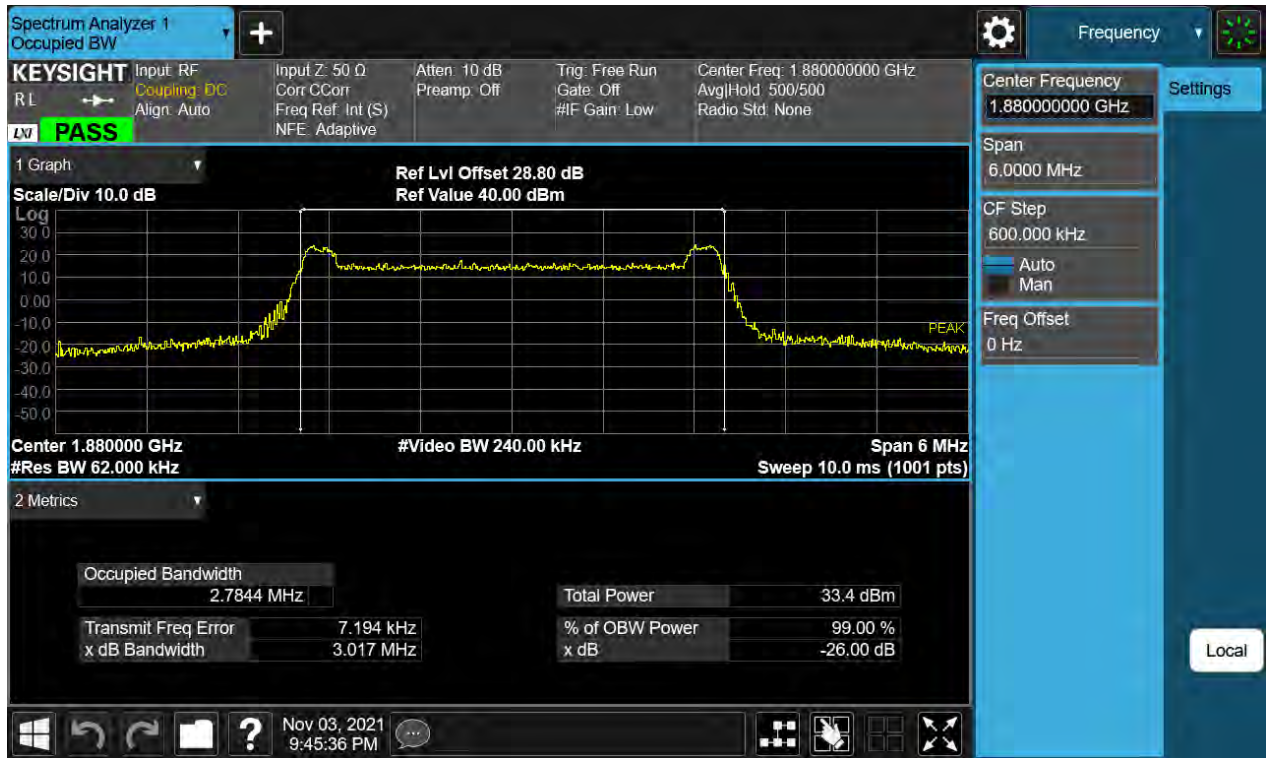 Spectrum Analyzer 1
Occupied BW
+
Frequency
KEYSIGHT
RL
LXI
PASS
Input: RF
Coupling: DC
Align: Auto
Input Z: 50 Ω
Corr CCorr
Freq Ref: Int (S)
NFE: Adaptive
Atten: 10 dB
Preamp: Off
Trig: Free Run
Gate: Off
#IF Gain: Low
Center Freq: 1.880000000 GHz
Avg|Hold: 500/500
Radio Std: None
Center Frequency
1.880000000 GHz
Settings
Span
6.0000 MHz
CF Step
600.000 kHz
Auto
Man
Freq Offset
0 Hz
Local
1 Graph
Scale/Div 10.0 dB
Ref Lvl Offset 28.80 dB
Ref Value 40.00 dBm
Log
30.0
20.0
10.0
0.00
-10.0
-20.0
-30.0
-40.0
-50.0
PEAK
Center 1.880000 GHz
#Video BW 240.00 kHz
Span 6 MHz
#Res BW 62.000 kHz
Sweep 10.0 ms (1001 pts)
2 Metrics
Occupied Bandwidth
2.7844 MHz
Total Power 33.4 dBm
Transmit Freq Error 7.194 kHz
% of OBW Power 99.00 %
x dB Bandwidth 3.017 MHz
x dB -26.00 dB
?
Nov 03, 2021
9:45:36 PM